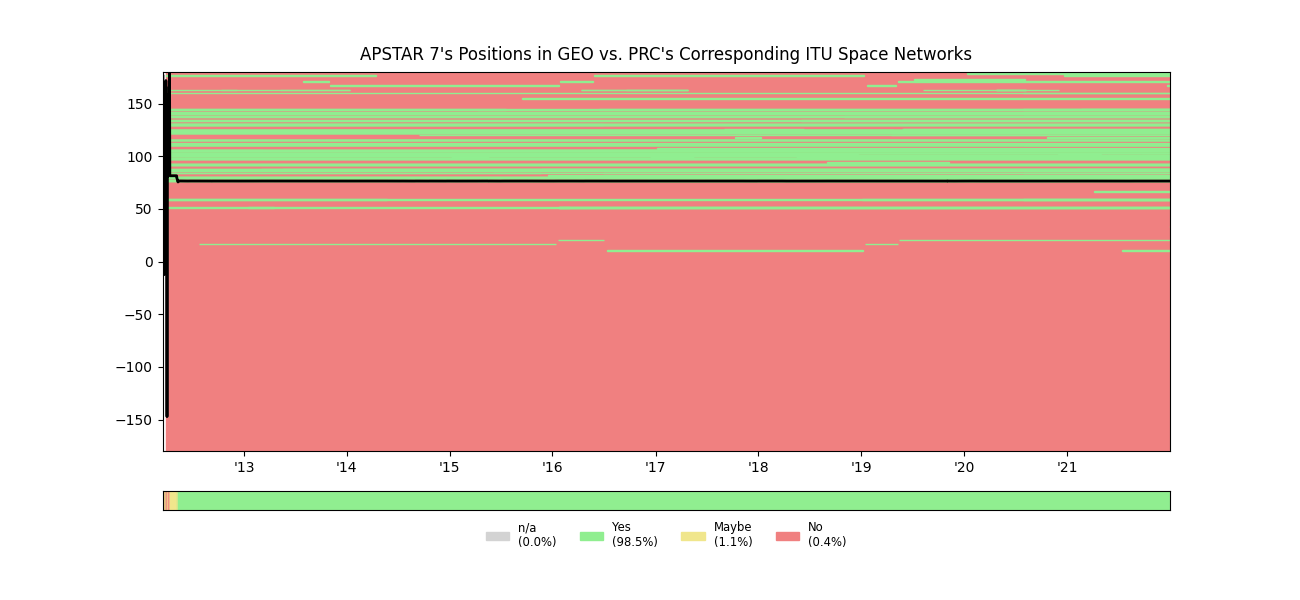 APSTAR 7's Positions in GEO vs. PRC's Corresponding ITU Space Networks
150
100
50
0
−50
−100
−150
'13 '14 '15 '16 '17 '18 '19 '20 '21
n/a Yes Maybe No
(0.0%) (98.5%) (1.1%) (0.4%)